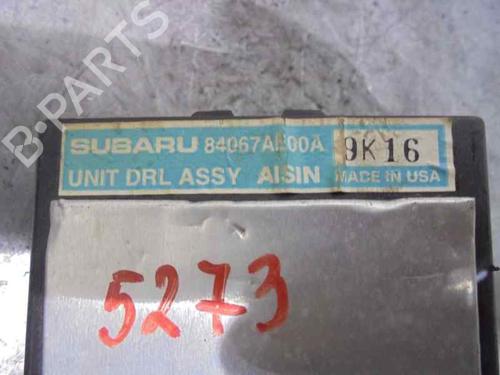 SUBARU 84067AE00A 9K16
UNIT DRL ASSY AISIN MADE IN USA
5273
B-PARTS